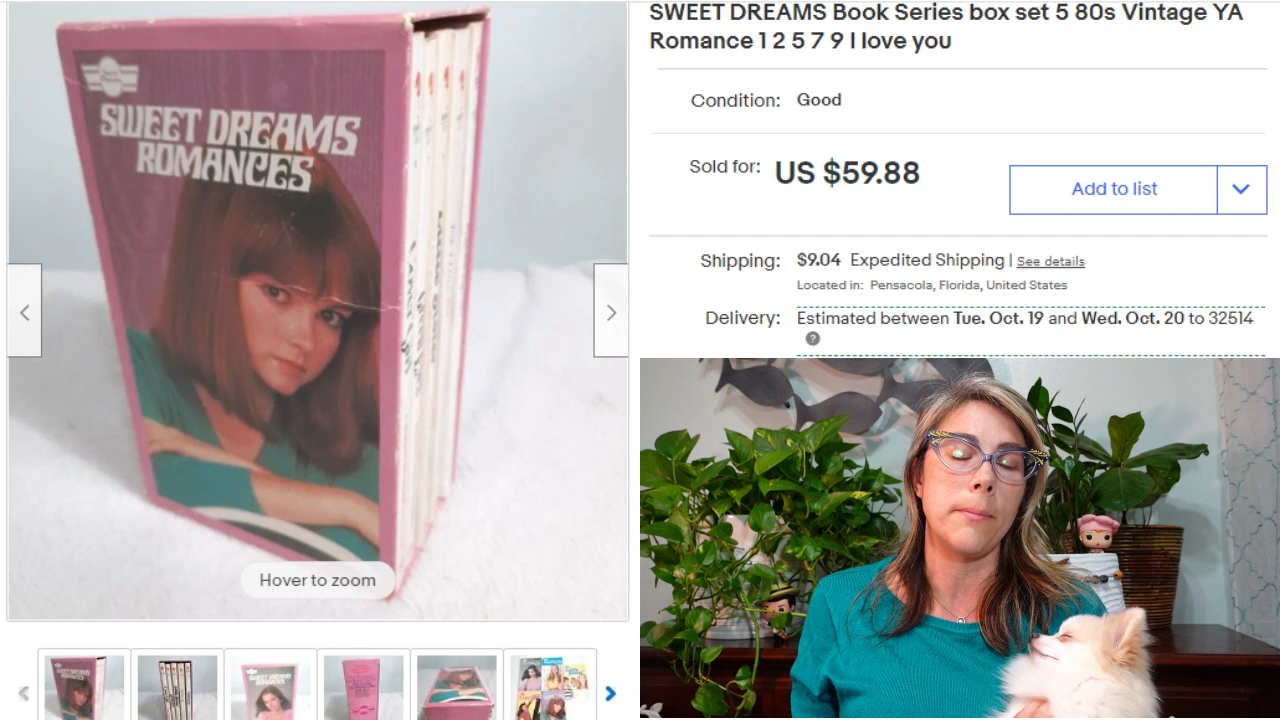 SWEET DREAMS Book Series box set 5 80s Vintage YA
Romance 1 2 5 7 9 I love you
Condition: Good
Sold for: US $59.88
Add to list
Shipping: $9.04 Expedited Shipping | See details
Located in: Pensacola, Florida, United States
Delivery: Estimated between Tue. Oct. 19 and Wed. Oct. 20 to 32514
?
SWEET DREAMS
ROMANCES
Hover to zoom